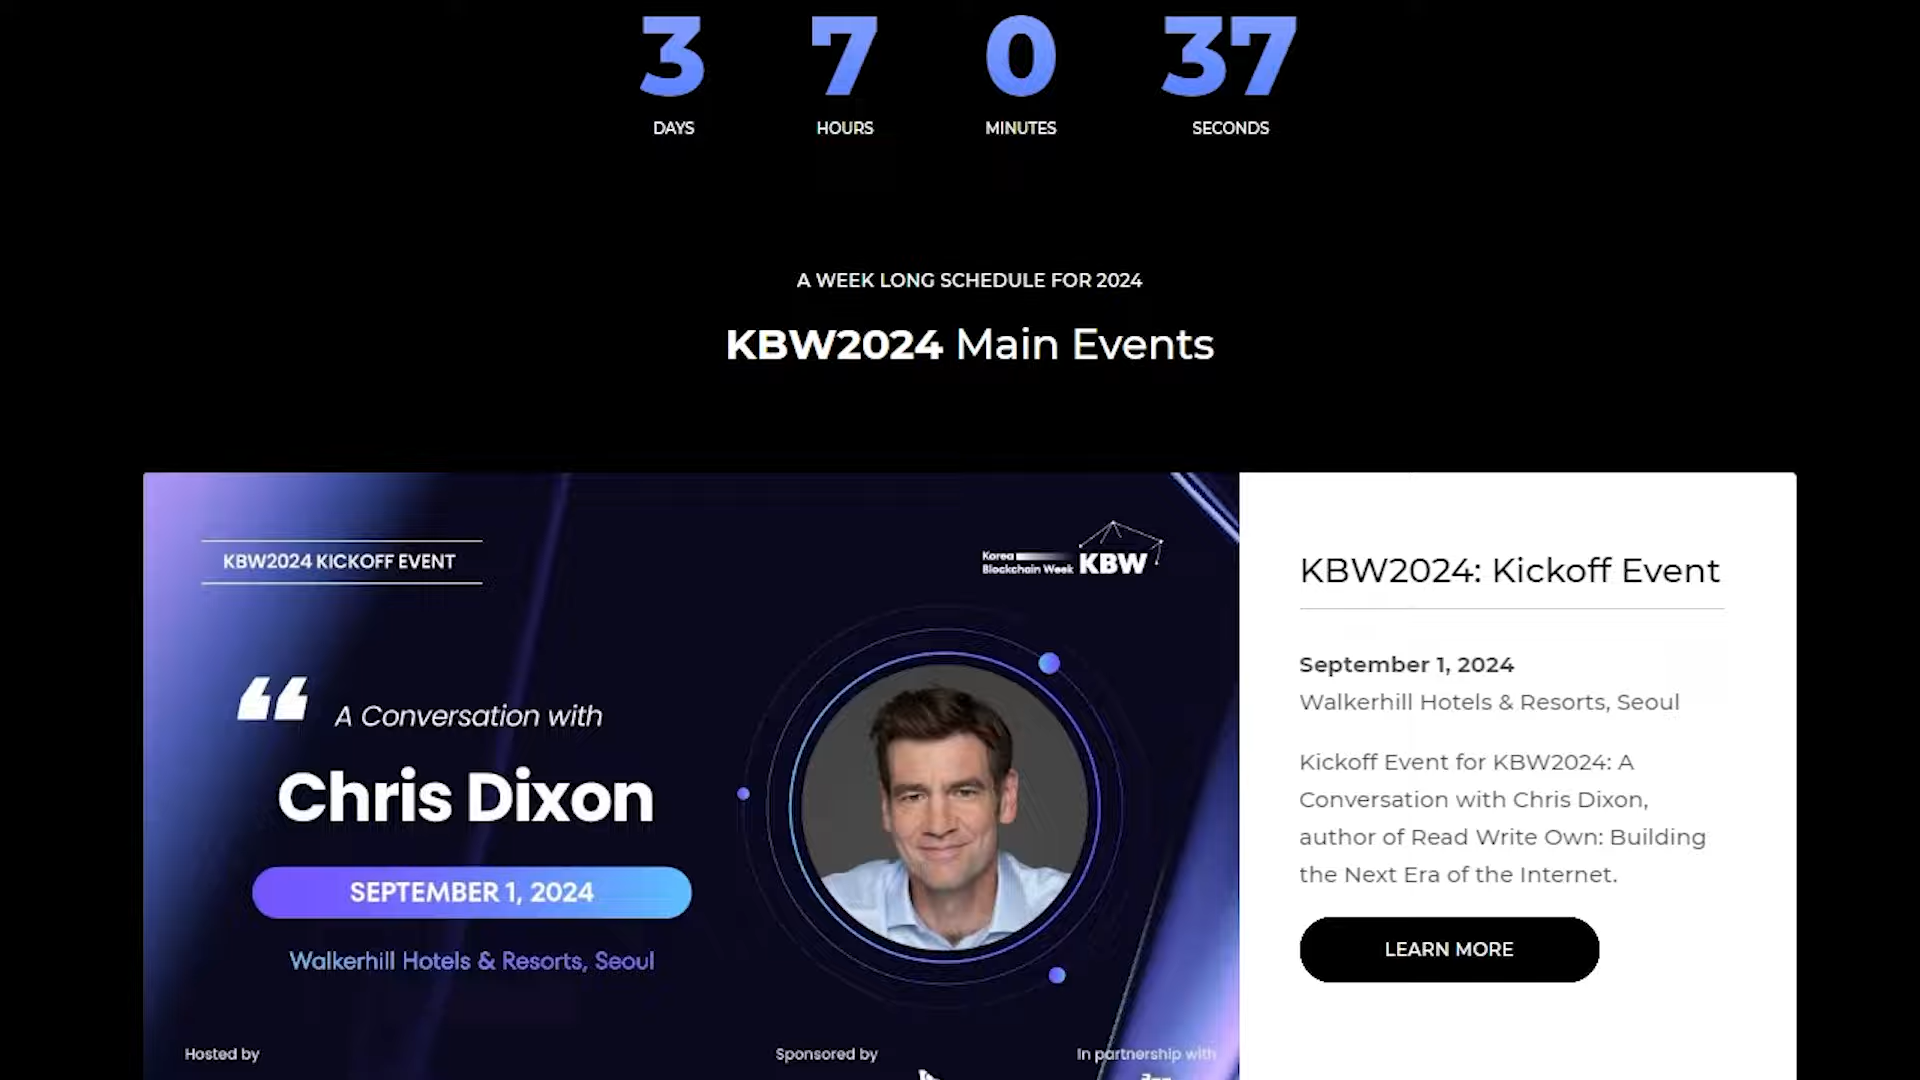 3 7 0 37
DAYS HOURS MINUTES SECONDS
A WEEK LONG SCHEDULE FOR 2024
KBW2024 Main Events
KBW2024 KICKOFF EVENT
Korea
Blockchain Week KBW
A Conversation with
Chris Dixon
SEPTEMBER 1, 2024
Walkerhill Hotels & Resorts, Seoul
Hosted by
Sponsored by
In partnership with
KBW2024: Kickoff Event
September 1, 2024
Walkerhill Hotels & Resorts, Seoul
Kickoff Event for KBW2024: A
Conversation with Chris Dixon,
author of Read Write Own: Building
the Next Era of the Internet.
LEARN MORE